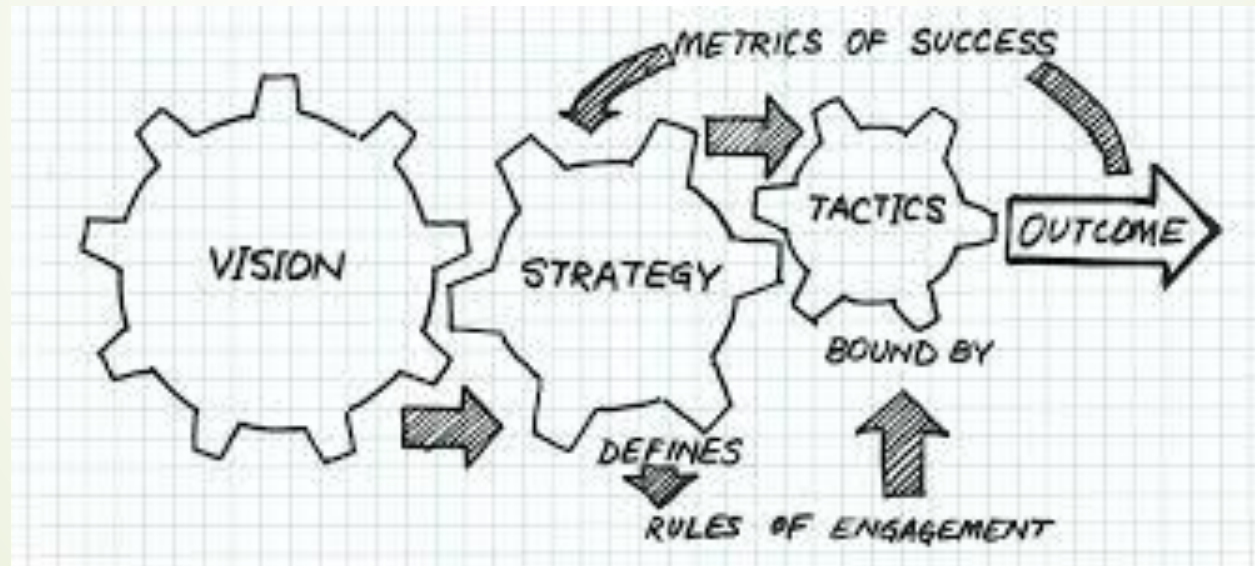 METRICS OF SUCCESS
VISION
STRATEGY
TACTICS
OUTCOME
BOUND BY
DEFINES
RULES OF ENGAGEMENT